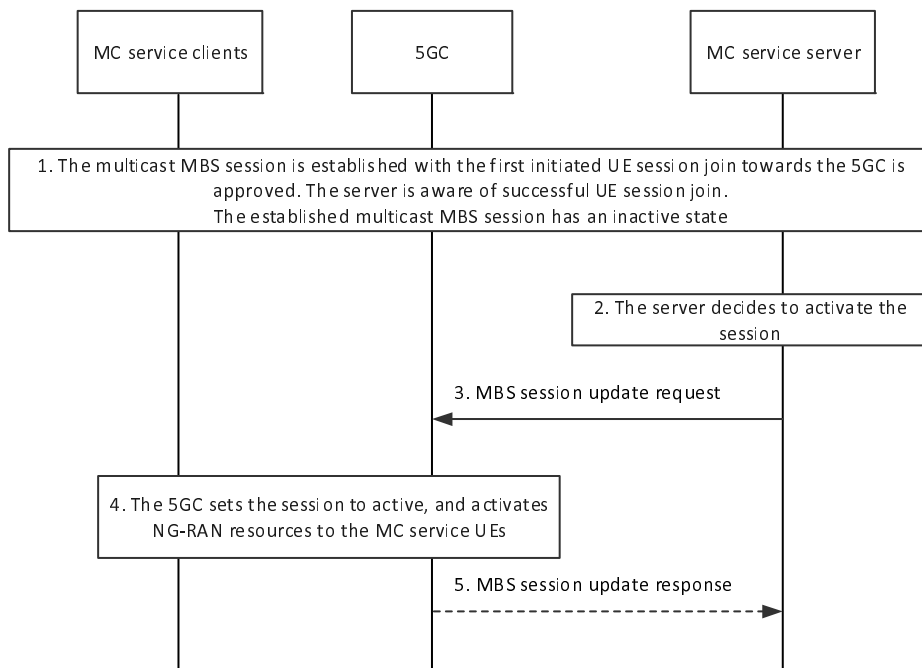 MC service clients
5GC
MC service server
1. The multicast MBS session is established with the first initiated UE session join towards the 5GC is
approved. The server is aware of successful UE session join.
The established multicast MBS session has an inactive state
2. The server decides to activate the
session
3. MBS session update request
4. The 5GC sets the session to active, and activates
NG-RAN resources to the MC service UEs
5. MBS session update response